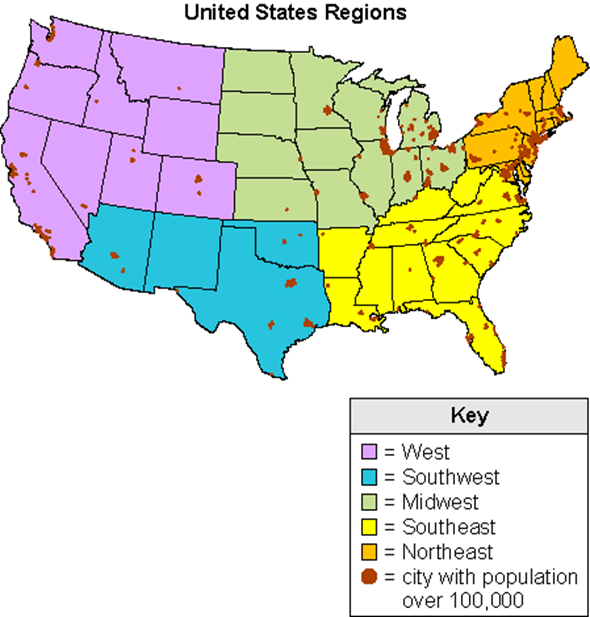 United States Regions
Key
= West
= Southwest
= Midwest
= Southeast
= Northeast
= city with population
over 100,000